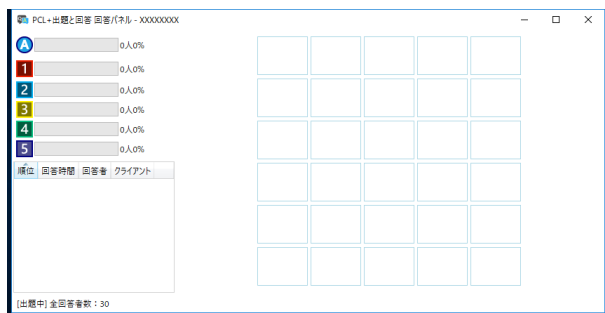 PCL+出題と回答 回答パネル - XXXXXXX
A 0人0%
1 0人0%
2 0人0%
3 0人0%
4 0人0%
5 0人0%
順位 回答時間 回答者 クライアント
[出題中] 全回答者数：30